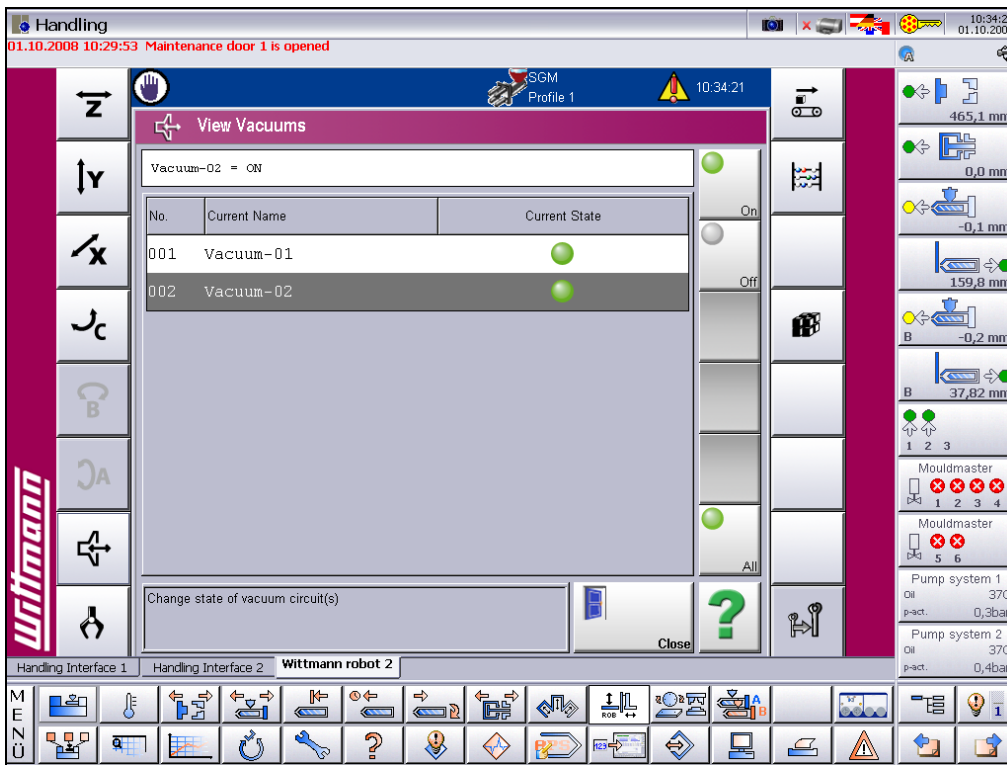 Handling
10:34:2
01.10.200
01.10.2008 10:29:53 Maintenance door 1 is opened
SGM
Profile 1
10:34:21
View Vacuums
Vacuum-02 = ON
On
No. Current Name Current State
001 Vacuum-01
002 Vacuum-02
Off
All
Change state of vacuum circuit(s)
Close
Z
Y
X
C
B
A
Wittmann
465,1 mm
0,0 mm
-0,1 mm
159,8 mm
B -0,2 mm
B 37,82 mm
1 2 3
Mouldmaster
1 2 3 4
Mouldmaster
5 6
Pump system 1
Oil 370
p-act. 0,3bar
Pump system 2
Oil 370
p-act. 0,4bar
Handling Interface 1 Handling Interface 2 Wittmann robot 2
MENÜ
2
ROB
A
B
1
?
123